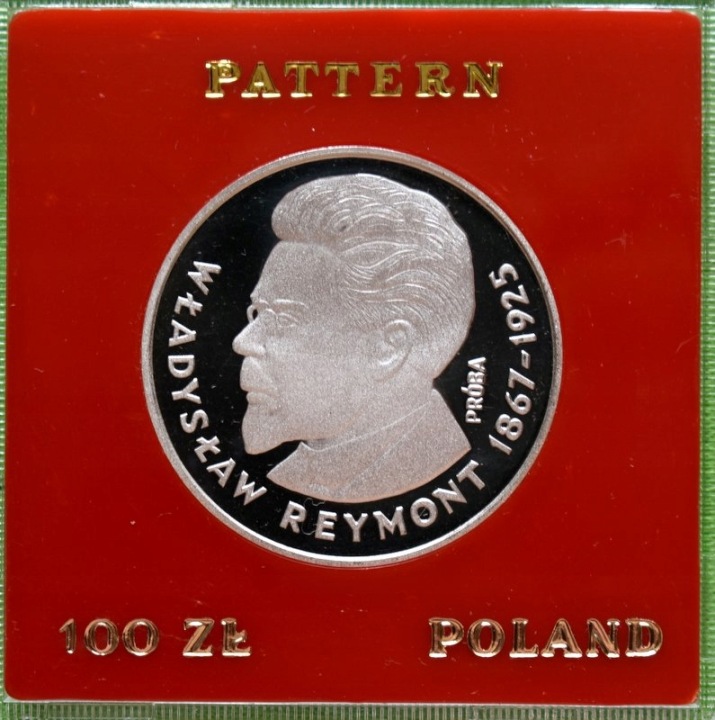 PATTERN
WŁADYSŁAW REYMONT 1867-1925
PRÓBA
100 ZŁ
POLAND